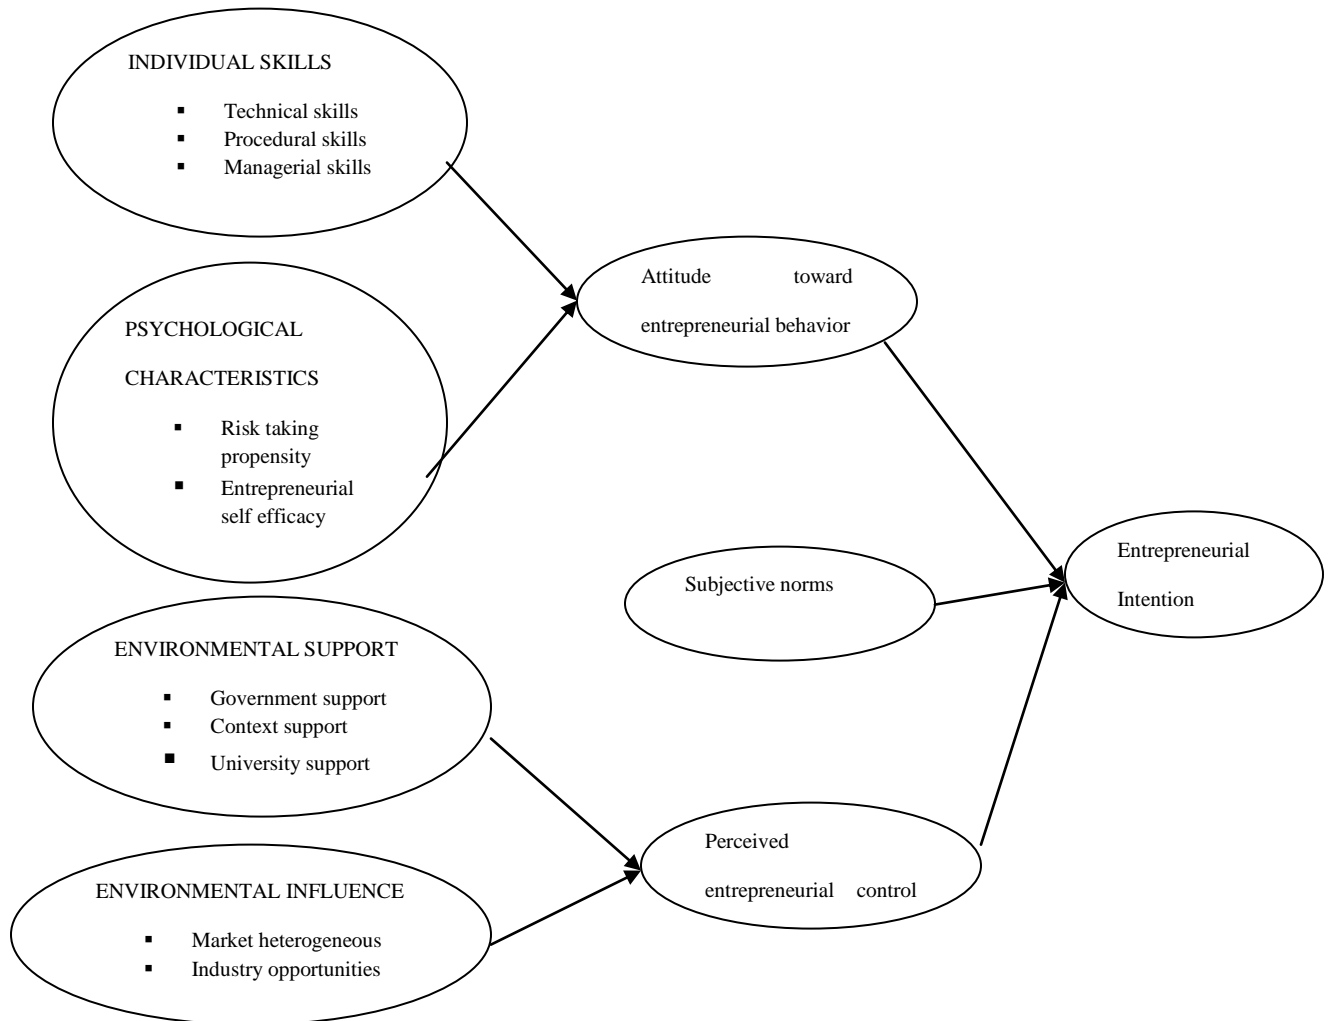 INDIVIDUAL SKILLS
▪ Technical skills
▪ Procedural skills
▪ Managerial skills
PSYCHOLOGICAL
CHARACTERISTICS
▪ Risk taking
propensity
▪ Entrepreneurial
self efficacy
ENVIRONMENTAL SUPPORT
▪ Government support
▪ Context support
▪ University support
ENVIRONMENTAL INFLUENCE
▪ Market heterogeneous
▪ Industry opportunities
Attitude toward
entrepreneurial behavior
Subjective norms
Perceived
entrepreneurial control
Entrepreneurial
Intention